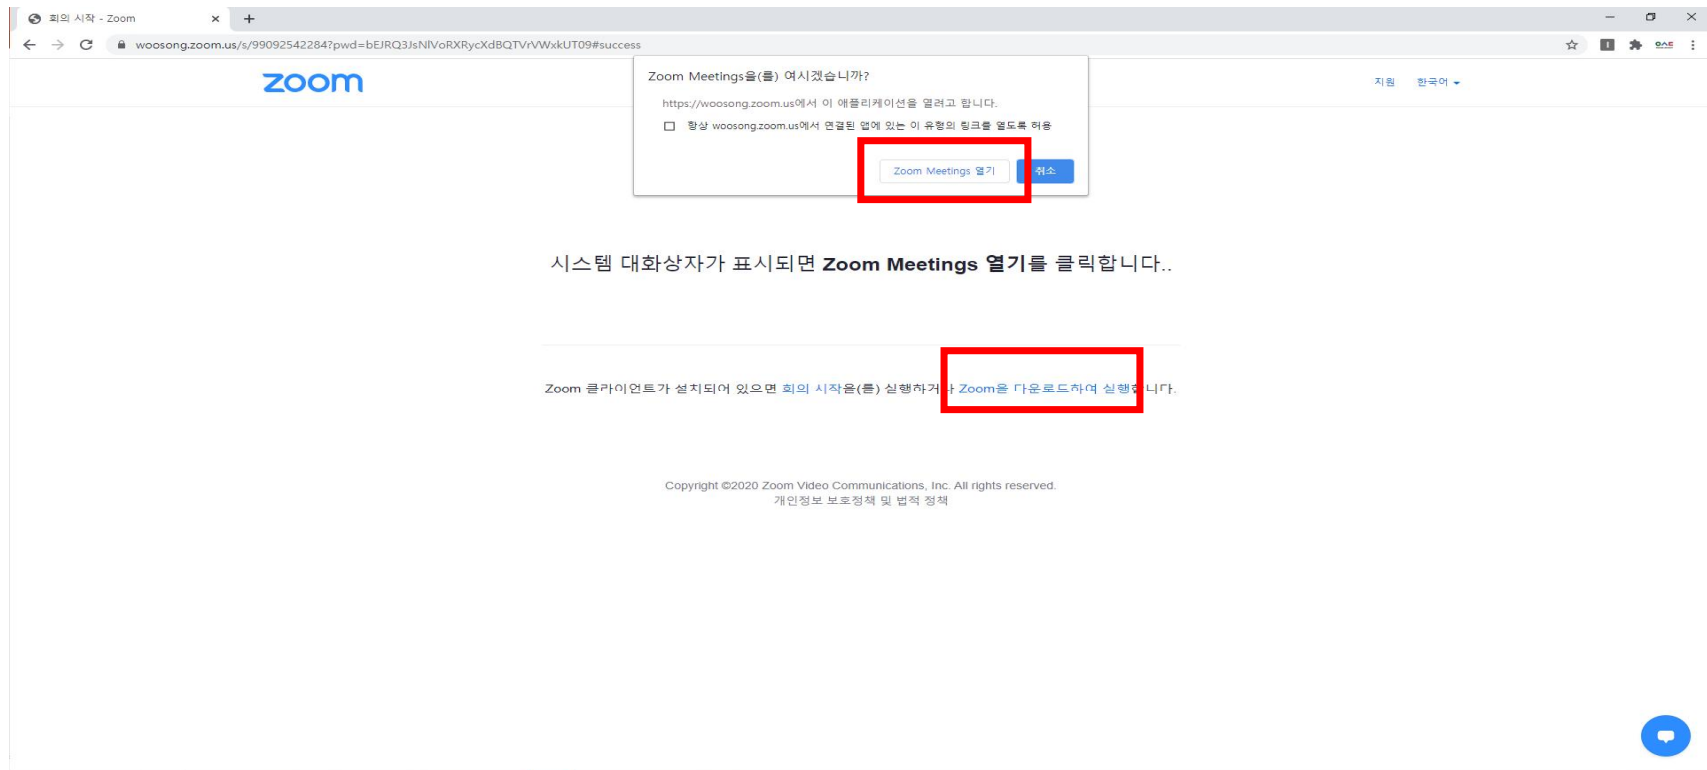 회의 시작 - Zoom
woosong.zoom.us/s/99092542284?pwd=bEJRQ3JsNlVoRXRycXdBQTVrVWxkUT09#success
zoom
지원 한국어
Zoom Meetings을(를) 여시겠습니까?
https://woosong.zoom.us에서 이 애플리케이션을 열려고 합니다.
항상 woosong.zoom.us에서 연결된 앱에 있는 이 유형의 링크를 열도록 허용
Zoom Meetings 열기 취소
시스템 대화상자가 표시되면 Zoom Meetings 열기를 클릭합니다..
Zoom 클라이언트가 설치되어 있으면 회의 시작을(를) 실행하거나 Zoom을 다운로드하여 실행합니다.
Copyright ©2020 Zoom Video Communications, Inc. All rights reserved.
개인정보 보호정책 및 법적 정책